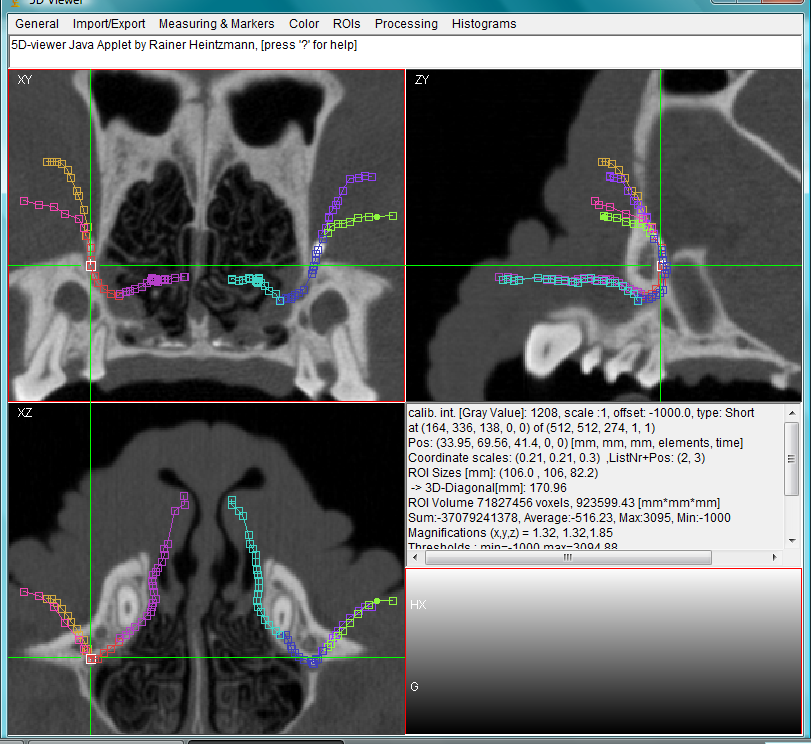 5D Viewer
General Import/Export Measuring & Markers Color ROIs Processing Histograms
5D-viewer Java Applet by Rainer Heintzmann, [press '?' for help]
XY
ZY
XZ
calib. int. [Gray Value]: 1208, scale :1, offset: -1000.0, type: Short
at (164, 336, 138, 0, 0) of (512, 512, 274, 1, 1)
Pos: (33.95, 69.56, 41.4, 0, 0) [mm, mm, mm, elements, time]
Coordinate scales: (0.21, 0.21, 0.3) ,ListNr+Pos: (2, 3)
ROI Sizes [mm]: (106.0 , 106, 82.2)
-> 3D-Diagonal[mm]: 170.96
ROI Volume 71827456 voxels, 923599.43 [mm*mm*mm]
Sum:-37079241378, Average:-516.23, Max:3095, Min:-1000
Magnifications (x,y,z) = 1.32, 1.32,1.85
Thresholds : min=-1000 max=3094.88
HX
G